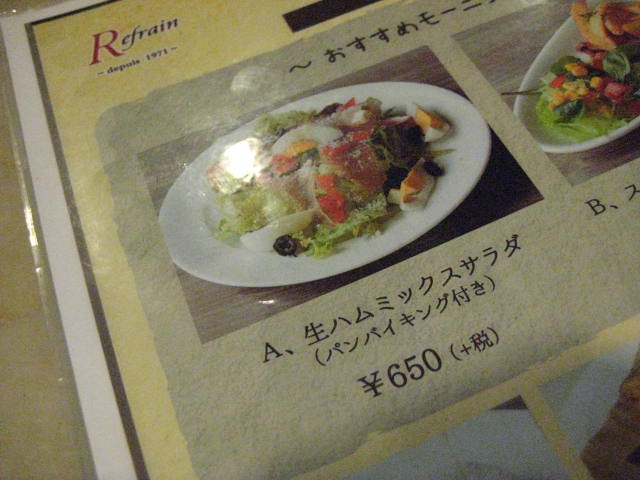 Refrain
~depuis 1971~
~ おすすめモーニ
A、生ハムミックスサラダ
(パンバイキング付き)
¥650 (+税)
B、ス